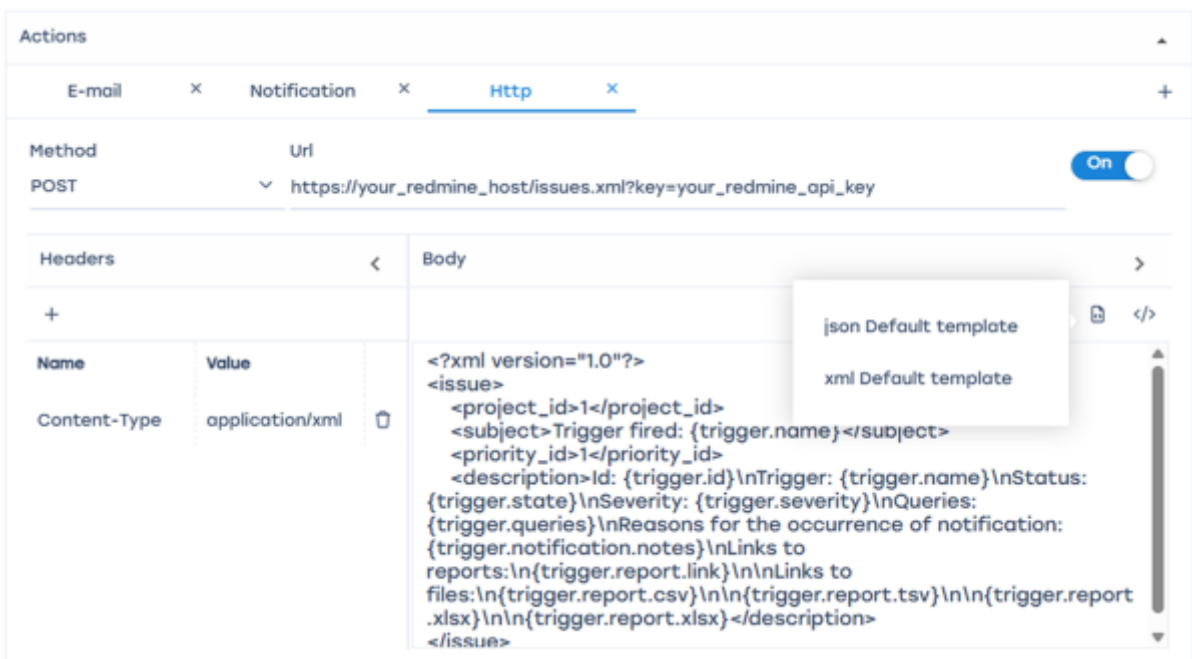 Actions
E-mail × Notification × Http × +
Method Url
On
POST https://your_redmine_host/issues.xml?key=your_redmine_api_key
Headers < Body >
+ </>
json Default template
xml Default template
Name Value
Content-Type application/xml
<?xml version="1.0"?>
<issue>
<project_id>1</project_id>
<subject>Trigger fired: {trigger.name}</subject>
<priority_id>1</priority_id>
<description>Id: {trigger.id}\nTrigger: {trigger.name}\nStatus:
{trigger.state}\nSeverity: {trigger.severity}\nQueries:
{trigger.queries}\nReasons for the occurrence of notification:
{trigger.notification.notes}\nLinks to
reports:\n{trigger.report.link}\n\nLinks to
files:\n{trigger.report.csv}\n\n{trigger.report.tsv}\n\n{trigger.report
.xlsx}\n\n{trigger.report.xlsx}</description>
</issue>